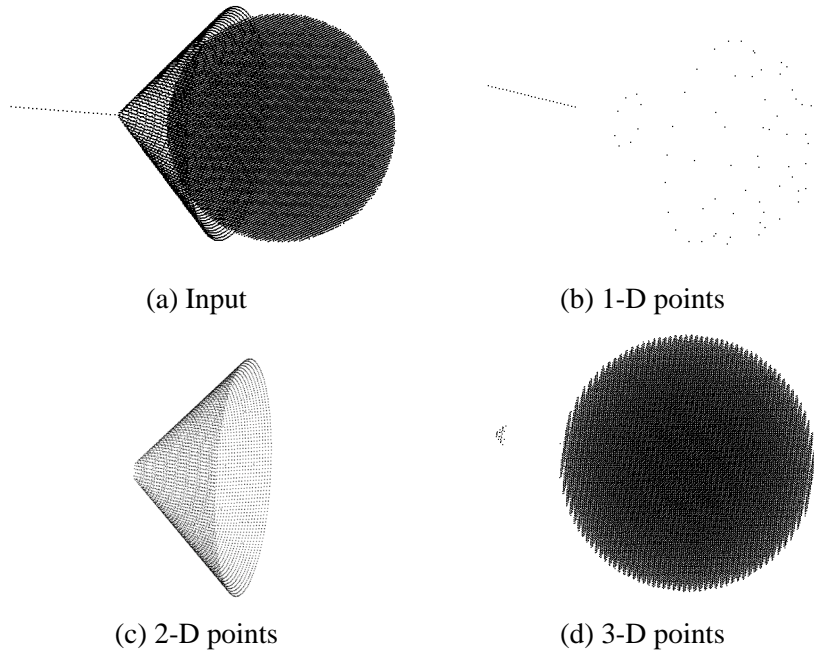 (a) Input
(b) 1-D points
(c) 2-D points
(d) 3-D points